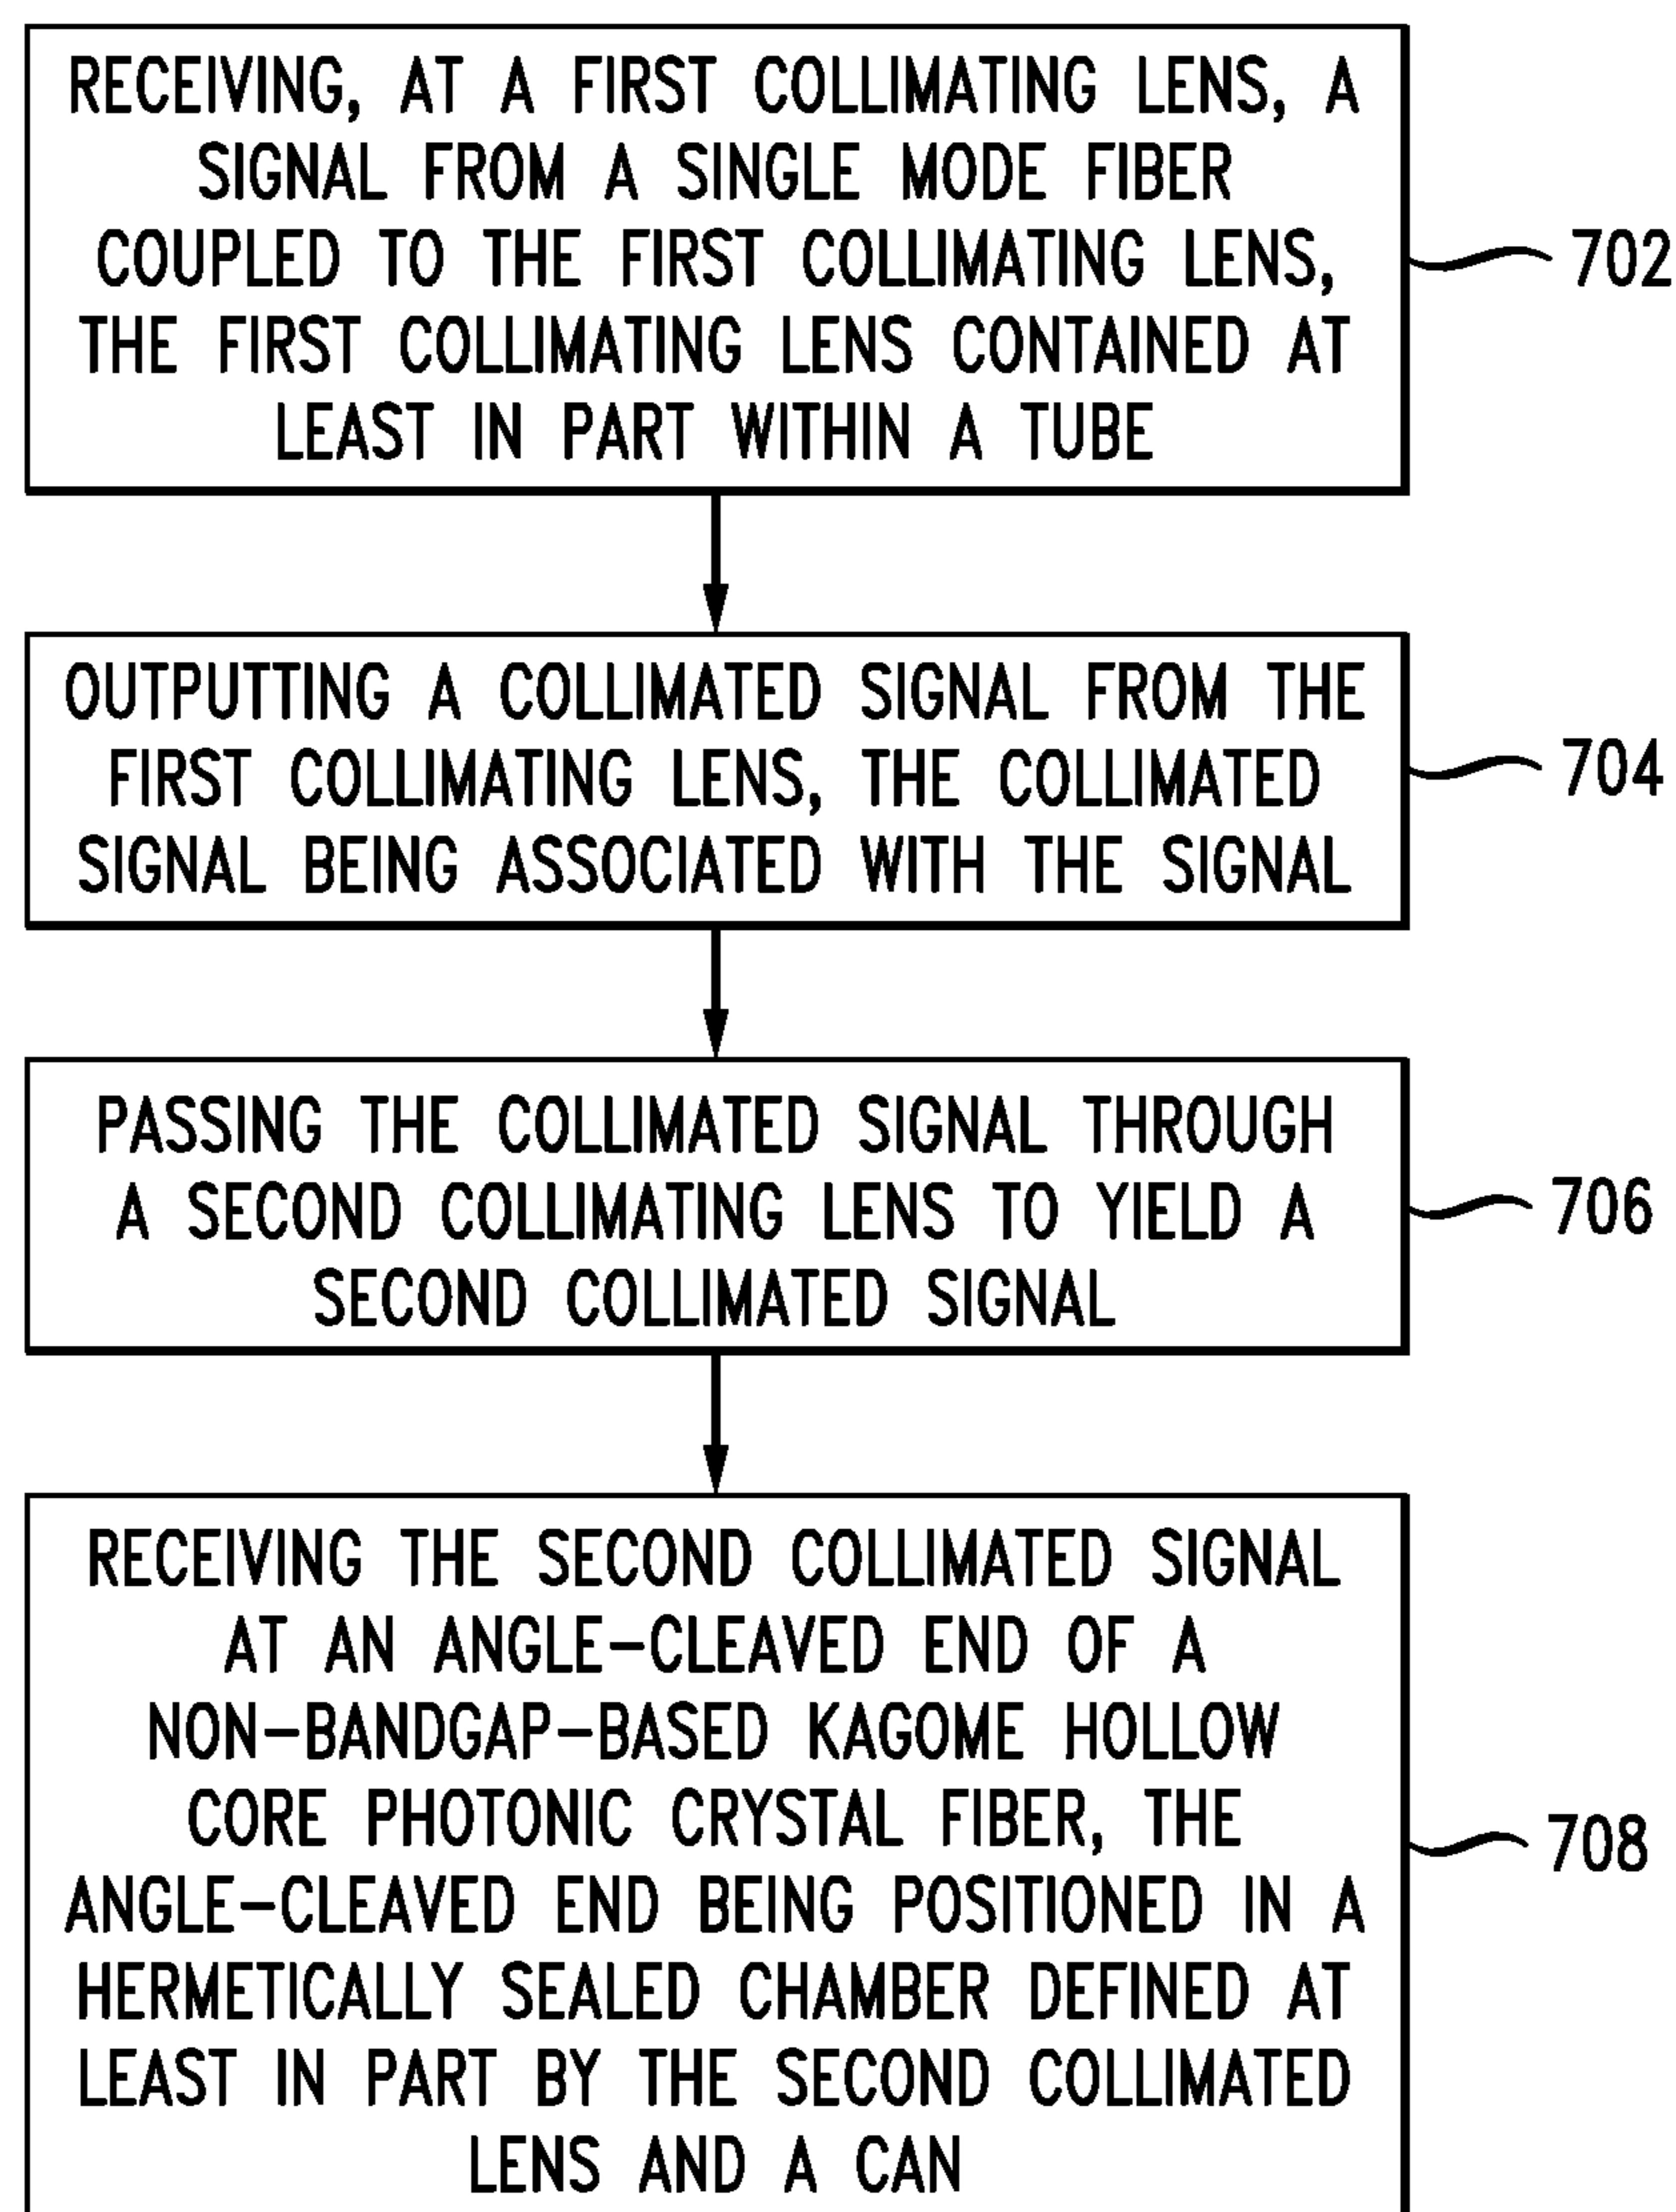 RECEIVING, AT A FIRST COLLIMATING LENS, A
SIGNAL FROM A SINGLE MODE FIBER
COUPLED TO THE FIRST COLLIMATING LENS,
THE FIRST COLLIMATING LENS CONTAINED AT
LEAST IN PART WITHIN A TUBE
702
OUTPUTTING A COLLIMATED SIGNAL FROM THE
FIRST COLLIMATING LENS, THE COLLIMATED
SIGNAL BEING ASSOCIATED WITH THE SIGNAL
704
PASSING THE COLLIMATED SIGNAL THROUGH
A SECOND COLLIMATING LENS TO YIELD A
SECOND COLLIMATED SIGNAL
706
RECEIVING THE SECOND COLLIMATED SIGNAL
AT AN ANGLE-CLEAVED END OF A
NON-BANDGAP-BASED KAGOME HOLLOW
CORE PHOTONIC CRYSTAL FIBER, THE
ANGLE-CLEAVED END BEING POSITIONED IN A
HERMETICALLY SEALED CHAMBER DEFINED AT
LEAST IN PART BY THE SECOND COLLIMATED
LENS AND A CAN
708